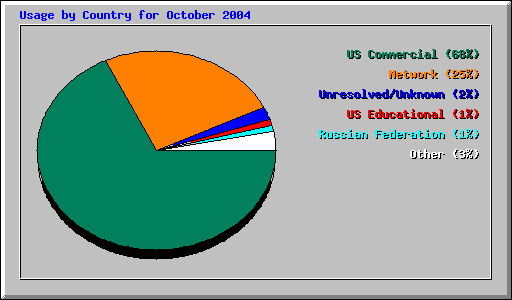 Usage by Country for October 2004
US Commercial (68%)
Network (25%)
Unresolved/Unknown (2%)
US Educational (1%)
Russian Federation (1%)
Other (3%)